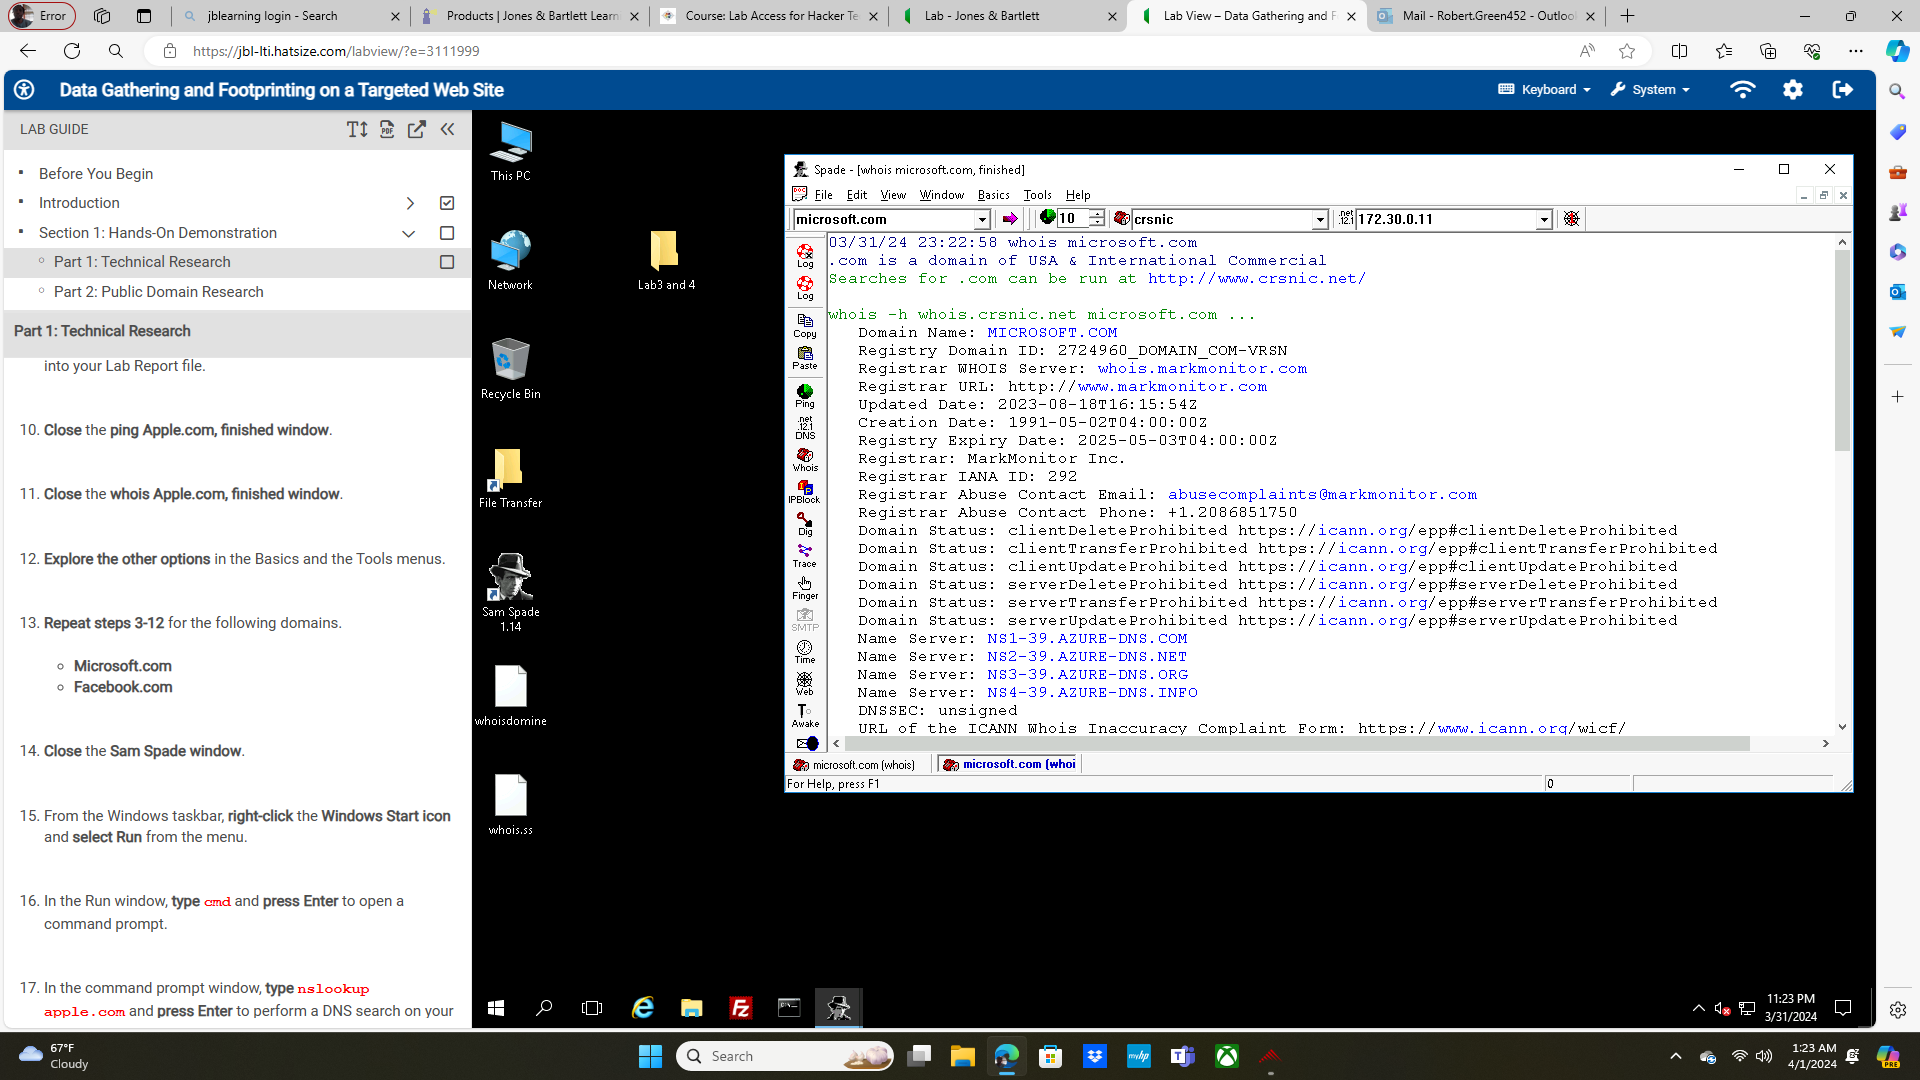 Error
jblearning login - Search
Products | Jones & Bartlett Learni
Course: Lab Access for Hacker Te
Lab - Jones & Bartlett
Lab View – Data Gathering and F
Mail - Robert.Green452 - Outlook
https://jbl-lti.hatsize.com/labview/?e=3111999
Data Gathering and Footprinting on a Targeted Web Site
Keyboard
System
LAB GUIDE
PDF
Before You Begin
Introduction
Section 1: Hands-On Demonstration
Part 1: Technical Research
Part 2: Public Domain Research
Part 1: Technical Research
into your Lab Report file.
10. Close the ping Apple.com, finished window.
11. Close the whois Apple.com, finished window.
12. Explore the other options in the Basics and the Tools menus.
13. Repeat steps 3-12 for the following domains.
Microsoft.com
Facebook.com
14. Close the Sam Spade window.
15. From the Windows taskbar, right-click the Windows Start icon
and select Run from the menu.
16. In the Run window, type cmd and press Enter to open a
command prompt.
17. In the command prompt window, type nslookup
apple.com and press Enter to perform a DNS search on your
This PC
Network
Lab3 and 4
Recycle Bin
File Transfer
Sam Spade
1.14
whoisdomine
whois.ss
Spade - [whois microsoft.com, finished]
File Edit View Window Basics Tools Help
microsoft.com
10
crsnic
.net
12.1
172.30.0.11
Log
Log
Copy
Paste
Ping
.net
12.1
DNS
Whois
IPBlock
Dig
Trace
Finger
SMTP
Time
Web
Awake
03/31/24 23:22:58 whois microsoft.com
.com is a domain of USA & International Commercial
Searches for .com can be run at http://www.crsnic.net/
whois -h whois.crsnic.net microsoft.com ...
Domain Name: MICROSOFT.COM
Registry Domain ID: 2724960_DOMAIN_COM-VRSN
Registrar WHOIS Server: whois.markmonitor.com
Registrar URL: http://www.markmonitor.com
Updated Date: 2023-08-18T16:15:54Z
Creation Date: 1991-05-02T04:00:00Z
Registry Expiry Date: 2025-05-03T04:00:00Z
Registrar: MarkMonitor Inc.
Registrar IANA ID: 292
Registrar Abuse Contact Email: abusecomplaints@markmonitor.com
Registrar Abuse Contact Phone: +1.2086851750
Domain Status: clientDeleteProhibited https://icann.org/epp#clientDeleteProhibited
Domain Status: clientTransferProhibited https://icann.org/epp#clientTransferProhibited
Domain Status: clientUpdateProhibited https://icann.org/epp#clientUpdateProhibited
Domain Status: serverDeleteProhibited https://icann.org/epp#serverDeleteProhibited
Domain Status: serverTransferProhibited https://icann.org/epp#serverTransferProhibited
Domain Status: serverUpdateProhibited https://icann.org/epp#serverUpdateProhibited
Name Server: NS1-39.AZURE-DNS.COM
Name Server: NS2-39.AZURE-DNS.NET
Name Server: NS3-39.AZURE-DNS.ORG
Name Server: NS4-39.AZURE-DNS.INFO
DNSSEC: unsigned
URL of the ICANN Whois Inaccuracy Complaint Form: https://www.icann.org/wicf/
microsoft.com (whois)
microsoft.com (whoi
For Help, press F1
0
11:23 PM
3/31/2024
67°F
Cloudy
Search
1:23 AM
4/1/2024